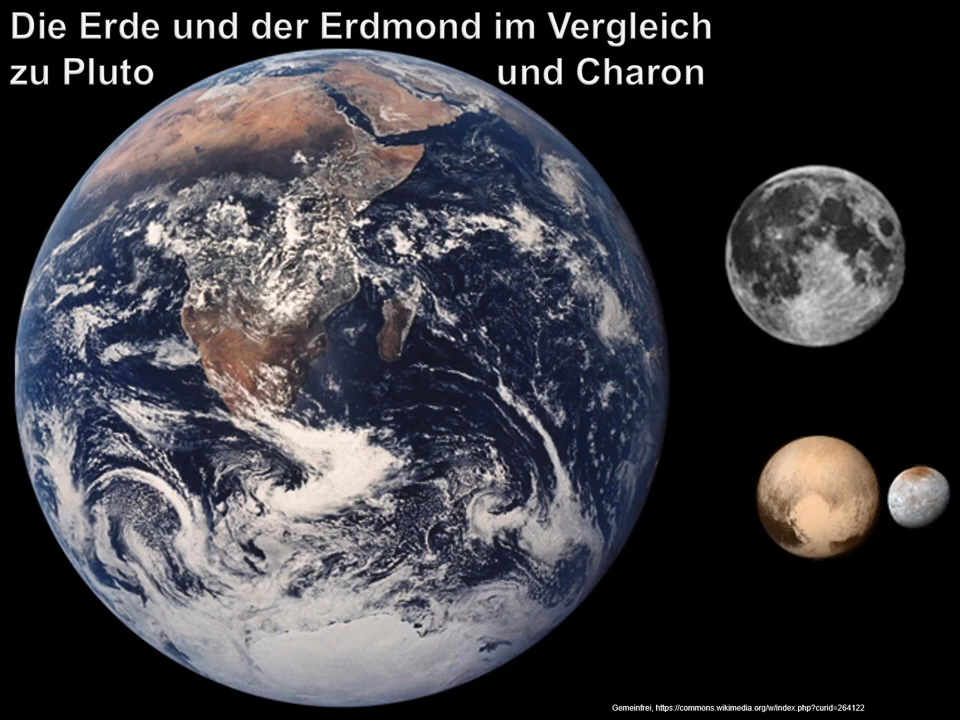 Die Erde und der Erdmond im Vergleich
zu Pluto und Charon
Gemeinfrei, https://commons.wikimedia.org/w/index.php?curid=264122